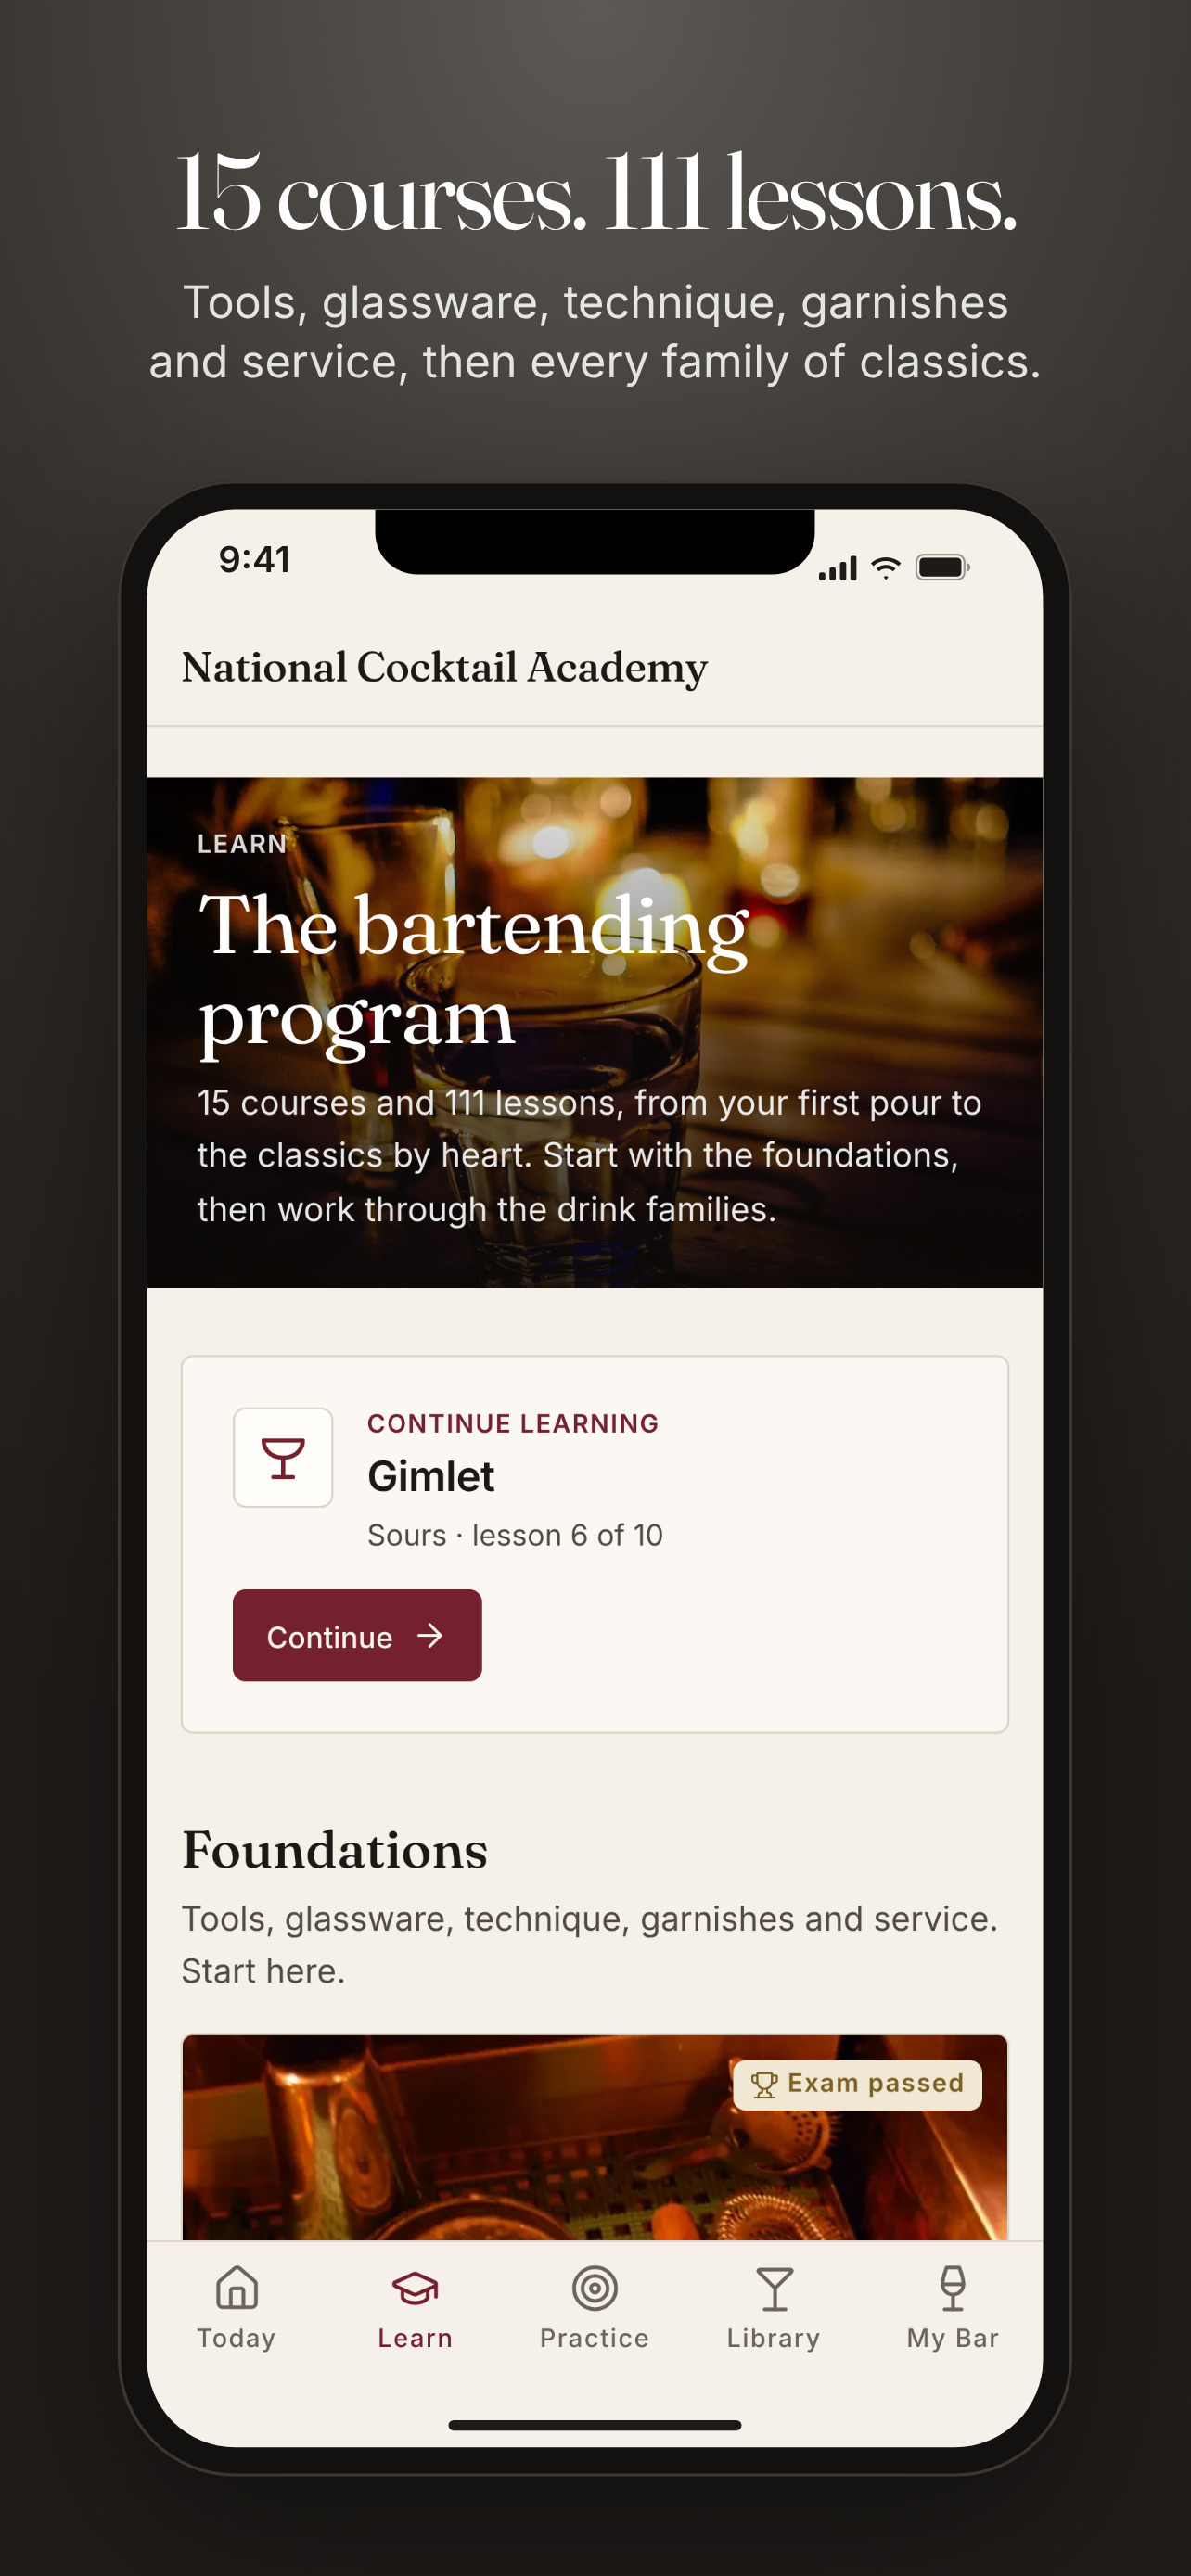 15 courses. 111 lessons.
Tools, glassware, technique, garnishes
and service, then every family of classics.
9:41
National Cocktail Academy
LEARN
The bartending
program
15 courses and 111 lessons, from your first pour to
the classics by heart. Start with the foundations,
then work through the drink families.
CONTINUE LEARNING
Gimlet
Sours · lesson 6 of 10
Continue
Foundations
Tools, glassware, technique, garnishes and service.
Start here.
Exam passed
Today
Learn
Practice
Library
My Bar